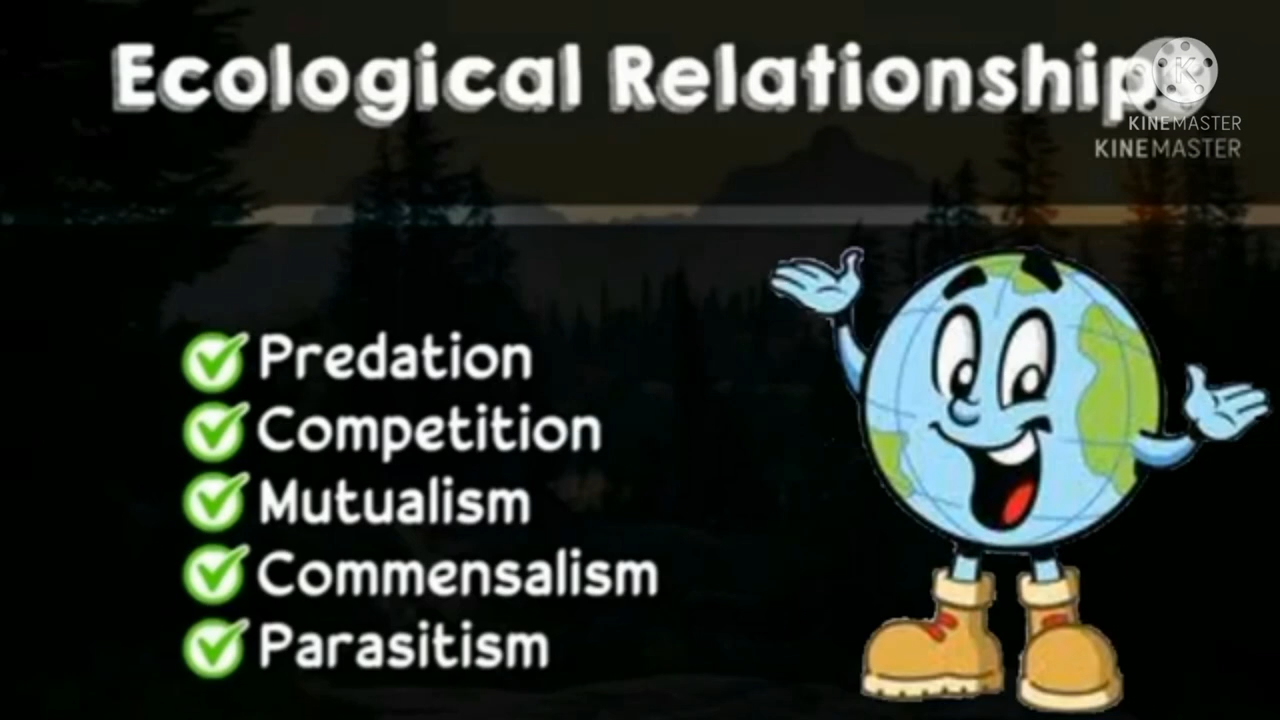 Ecological Relationship
K
KINEMASTER
KINEMASTER
Predation
Competition
Mutualism
Commensalism
Parasitism